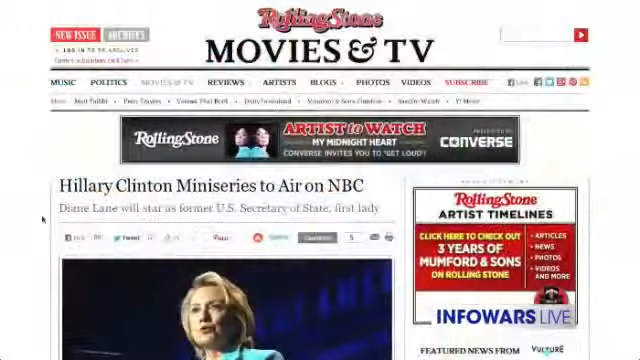 RollingStone
NEW ISSUE ARCHIVES
MOVIES & TV
MUSIC POLITICS MOVIES & TV REVIEWS ARTISTS BLOGS PHOTOS VIDEOS SUBSCRIBE Like
RollingStone
ARTIST to WATCH
MY MIDNIGHT HEART
CONVERSE INVITES YOU TO "GET LOUD!"
PRESENTED BY
CONVERSE
Hillary Clinton Miniseries to Air on NBC
Diane Lane will star as former U.S. Secretary of State, first lady
Tweet
5
RollingStone
ARTIST TIMELINES
CLICK HERE TO CHECK OUT
3 YEARS OF
MUMFORD & SONS
ON ROLLING STONE
• ARTICLES
• NEWS
• PHOTOS
• VIDEOS
AND MORE
INFOWARS LIVE
FEATURED NEWS FROM VULTURE